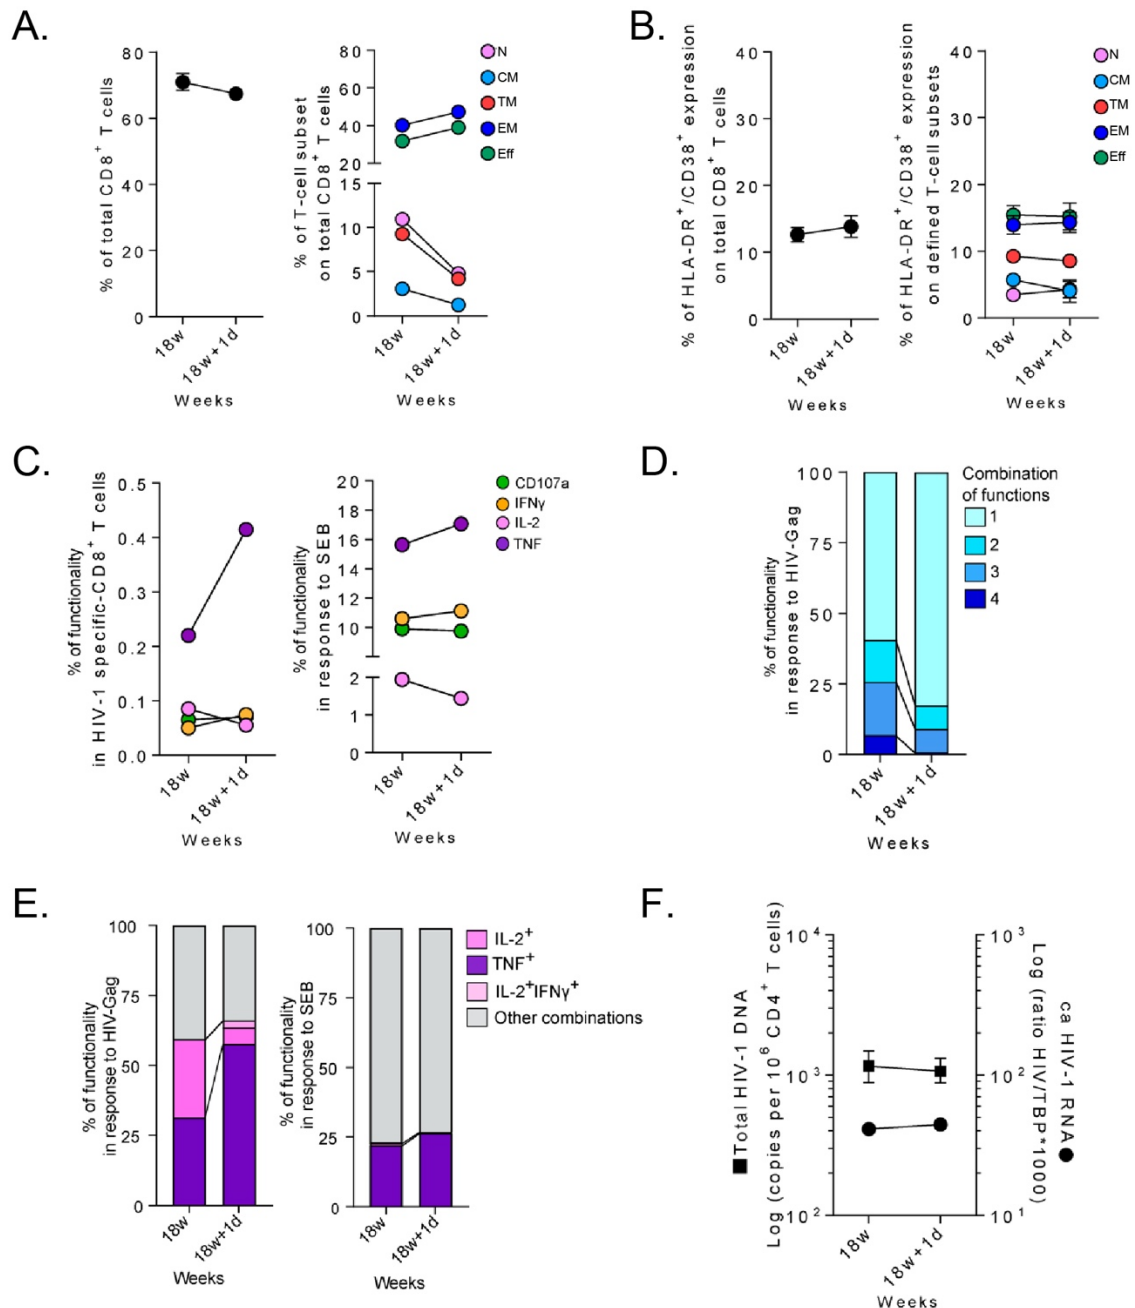 A.
% of total CD8+ T cells
80
60
40
20
0
18w
18w+1d
Weeks
% of T-cell subset
on total CD8+ T cells
80
60
40
20
15
10
5
0
18w
18w+1d
Weeks
N
CM
TM
EM
Eff
B.
% of HLA-DR+/CD38+ expression
on total CD8+ T cells
40
30
20
10
0
18w
18w+1d
Weeks
% of HLA-DR+/CD38+ expression
on defined T-cell subsets
40
30
20
10
0
18w
18w+1d
Weeks
N
CM
TM
EM
Eff
C.
% of functionality
in HIV-1 specific-CD8+ T cells
0.5
0.4
0.3
0.2
0.1
0.0
18w
18w+1d
Weeks
% of functionality
in response to SEB
20
18
16
14
12
10
8
2
1
0
18w
18w+1d
Weeks
CD107a
IFNγ
IL-2
TNF
D.
% of functionality
in response to HIV-Gag
100
75
50
25
0
18w
18w+1d
Weeks
Combination
of functions
1
2
3
4
E.
% of functionality
in response to HIV-Gag
100
75
50
25
0
18w
18w+1d
Weeks
% of functionality
in response to SEB
100
75
50
25
0
18w
18w+1d
Weeks
IL-2+
TNF+
IL-2+IFNγ+
Other combinations
F.
Total HIV-1 DNA
Log (copies per 10⁶ CD4+ T cells)
10⁴
10³
10²
18w
18w+1d
Weeks
10³
10²
10¹
Log (ratio HIV/TBP*1000)
ca HIV-1 RNA